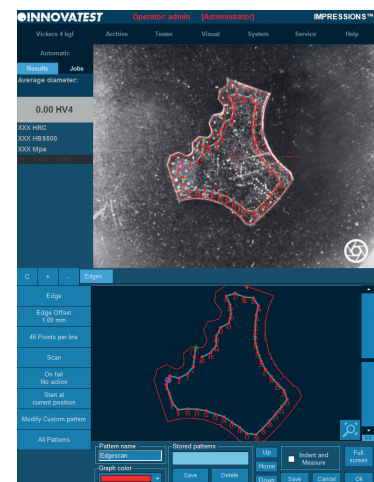 INNOVATEST Operator: admin [Administrator] IMPRESSIONS™
Vickers 4 kgf Archive Tester Visual System Service Help
Automatic
Results Jobs
Average diameter:
0.00 HV4
XXX HRC
XXX HBS500
XXX Mpa
C + - Edges...
Edge
Edge Offset
1.00 mm
46 Points per line
Scan
On fail
No action
Start at
current position
Modify Custom pattern
All Patterns
Pattern name
Edgescan
Graph color
Stored patterns
Save Delete
Up
Home
Down
Indent and
Measure
Save Cancel
Full
screen
Ok